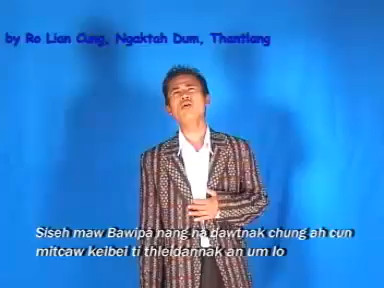 by Ro Lian Cung, Ngaktah Dum, Thantlang
Siseh maw Bawipa nang na dawtnak chung ah cun
mitcaw keibei ti thleidannak an um lo